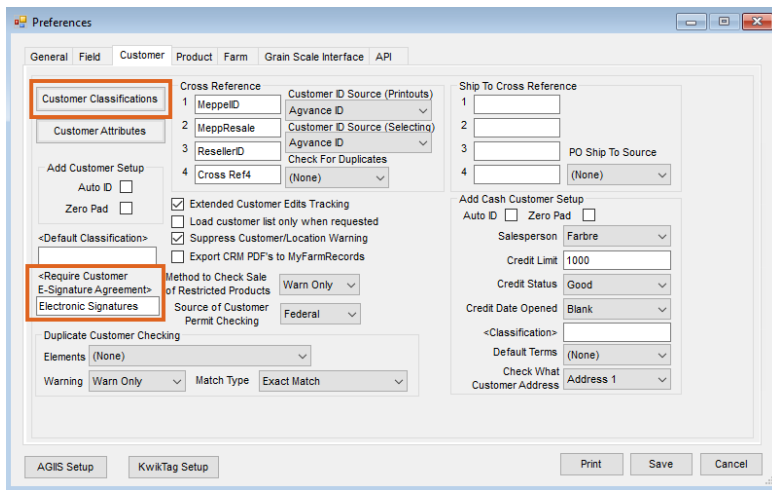 Preferences
General Field Customer Product Farm Grain Scale Interface API
Customer Classifications
Customer Attributes
Add Customer Setup
Auto ID
Zero Pad
<Default Classification>
<Require Customer
E-Signature Agreement>
Electronic Signatures
Cross Reference
1 MeppelID
2 MeppResale
3 ResellerID
4 Cross Ref4
Customer ID Source (Printouts)
Agvance ID
Customer ID Source (Selecting)
Agvance ID
Check For Duplicates
(None)
Extended Customer Edits Tracking
Load customer list only when requested
Suppress Customer/Location Warning
Export CRM PDF's to MyFarmRecords
Method to Check Sale
of Restricted Products
Warn Only
Source of Customer
Permit Checking
Federal
Duplicate Customer Checking
Elements (None)
Warning Warn Only Match Type Exact Match
Ship To Cross Reference
1
2
3
4
PO Ship To Source
(None)
Add Cash Customer Setup
Auto ID Zero Pad
Salesperson Farbre
Credit Limit 1000
Credit Status Good
Credit Date Opened Blank
<Classification>
Default Terms (None)
Check What
Customer Address
Address 1
AGIIS Setup KwikTag Setup Print Save Cancel